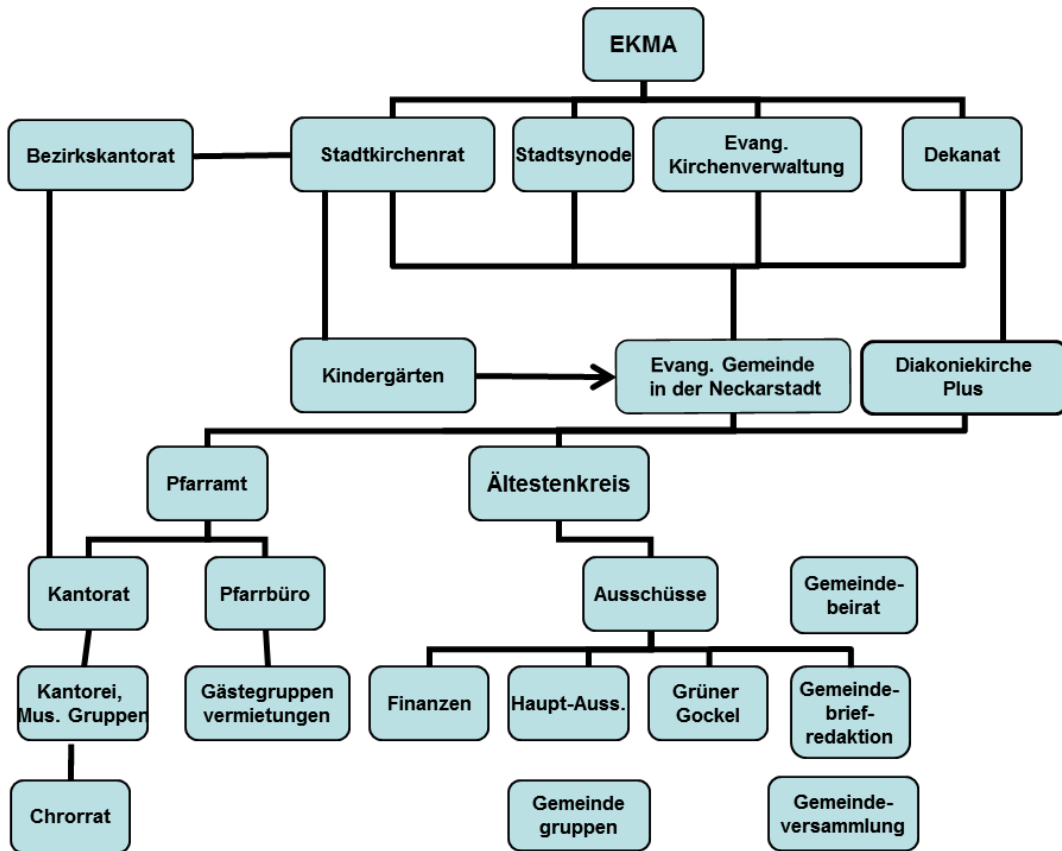 EKMA
Bezirkskantorat
Stadtkirchenrat
Stadtsynode
Evang.
Kirchenverwaltung
Dekanat
Kindergärten
Evang. Gemeinde
in der Neckarstadt
Diakoniekirche
Plus
Pfarramt
Ältestenkreis
Kantorat
Pfarrbüro
Ausschüsse
Gemeinde-
beirat
Kantorei,
Mus. Gruppen
Gästegruppen
vermietungen
Finanzen
Haupt-Auss.
Grüner
Gockel
Gemeinde-
brief-
redaktion
Chrorrat
Gemeinde
gruppen
Gemeinde-
versammlung